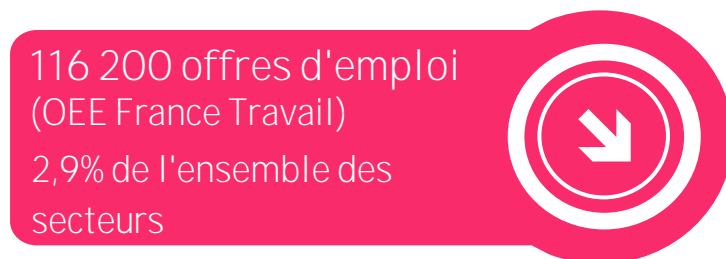 116 200 offres d'emploi
(OEE France Travail)
2,9% de l'ensemble des
secteurs